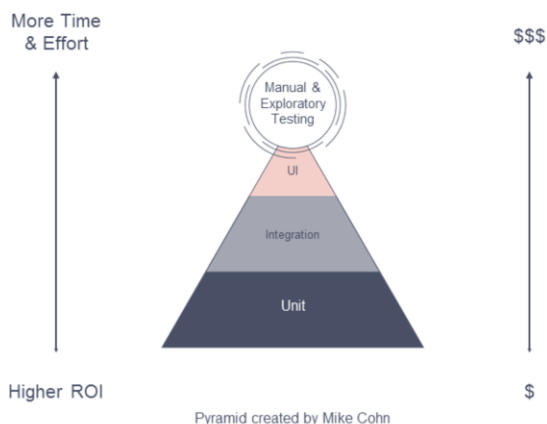 More Time
& Effort
$$$
Manual &
Exploratory
Testing
UI
Integration
Unit
Higher ROI
$
Pyramid created by Mike Cohn